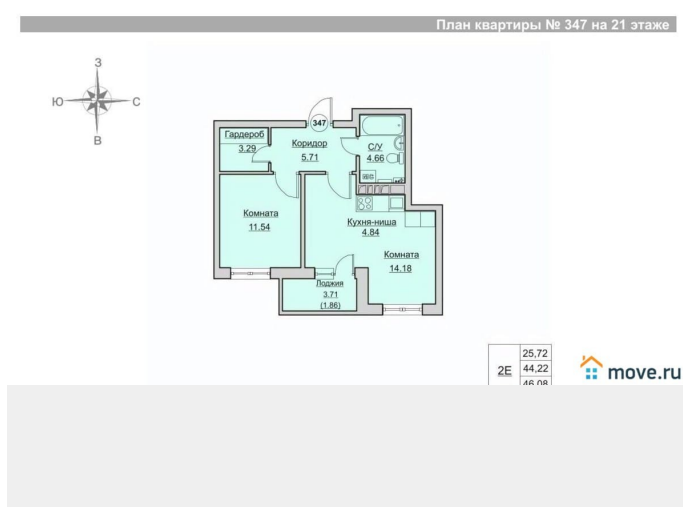 План квартиры № 347 на 21 этаже
З
Ю
С
В
347
Гардероб
3.29
Коридор
5.71
С/У
4.66
Комната
11.54
Кухня-ниша
4.84
Комната
14.18
Лоджия
3.71
(1.86)
2Е
25,72
44,22
46,08
move.ru